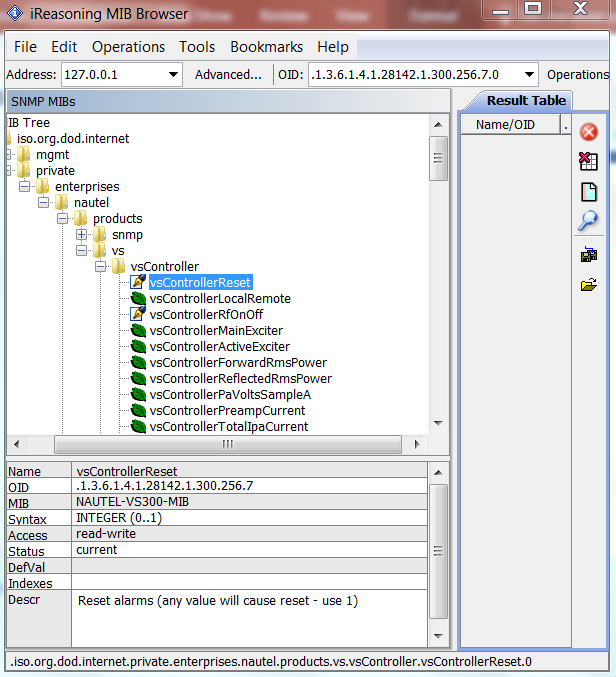 iReasoning MIB Browser
File Edit Operations Tools Bookmarks Help
Address: 127.0.0.1 Advanced... OID: .1.3.6.1.4.1.28142.1.300.256.7.0 Operations
SNMP MIBs
Result Table
IB Tree
Name/OID .
iso.org.dod.internet
mgmt
private
enterprises
nautel
products
snmp
vs
vsController
vsControllerReset
vsControllerLocalRemote
vsControllerRfOnOff
vsControllerMainExciter
vsControllerActiveExciter
vsControllerForwardRmsPower
vsControllerReflectedRmsPower
vsControllerPaVoltsSampleA
vsControllerPreampCurrent
vsControllerTotalIpaCurrent
Name vsControllerReset
OID .1.3.6.1.4.1.28142.1.300.256.7
MIB NAUTEL-VS300-MIB
Syntax INTEGER (0..1)
Access read-write
Status current
DefVal
Indexes
Descr Reset alarms (any value will cause reset - use 1)
.iso.org.dod.internet.private.enterprises.nautel.products.vs.vsController.vsControllerReset.0